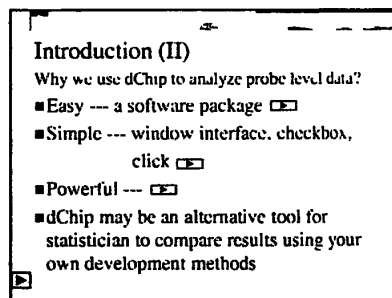 Introduction (II)
Why we use dChip to analyze probe level data?
■Easy --- a software package
■Simple --- window interface, checkbox,
click
■Powerful ---
■dChip may be an alternative tool for
statistician to compare results using your
own development methods